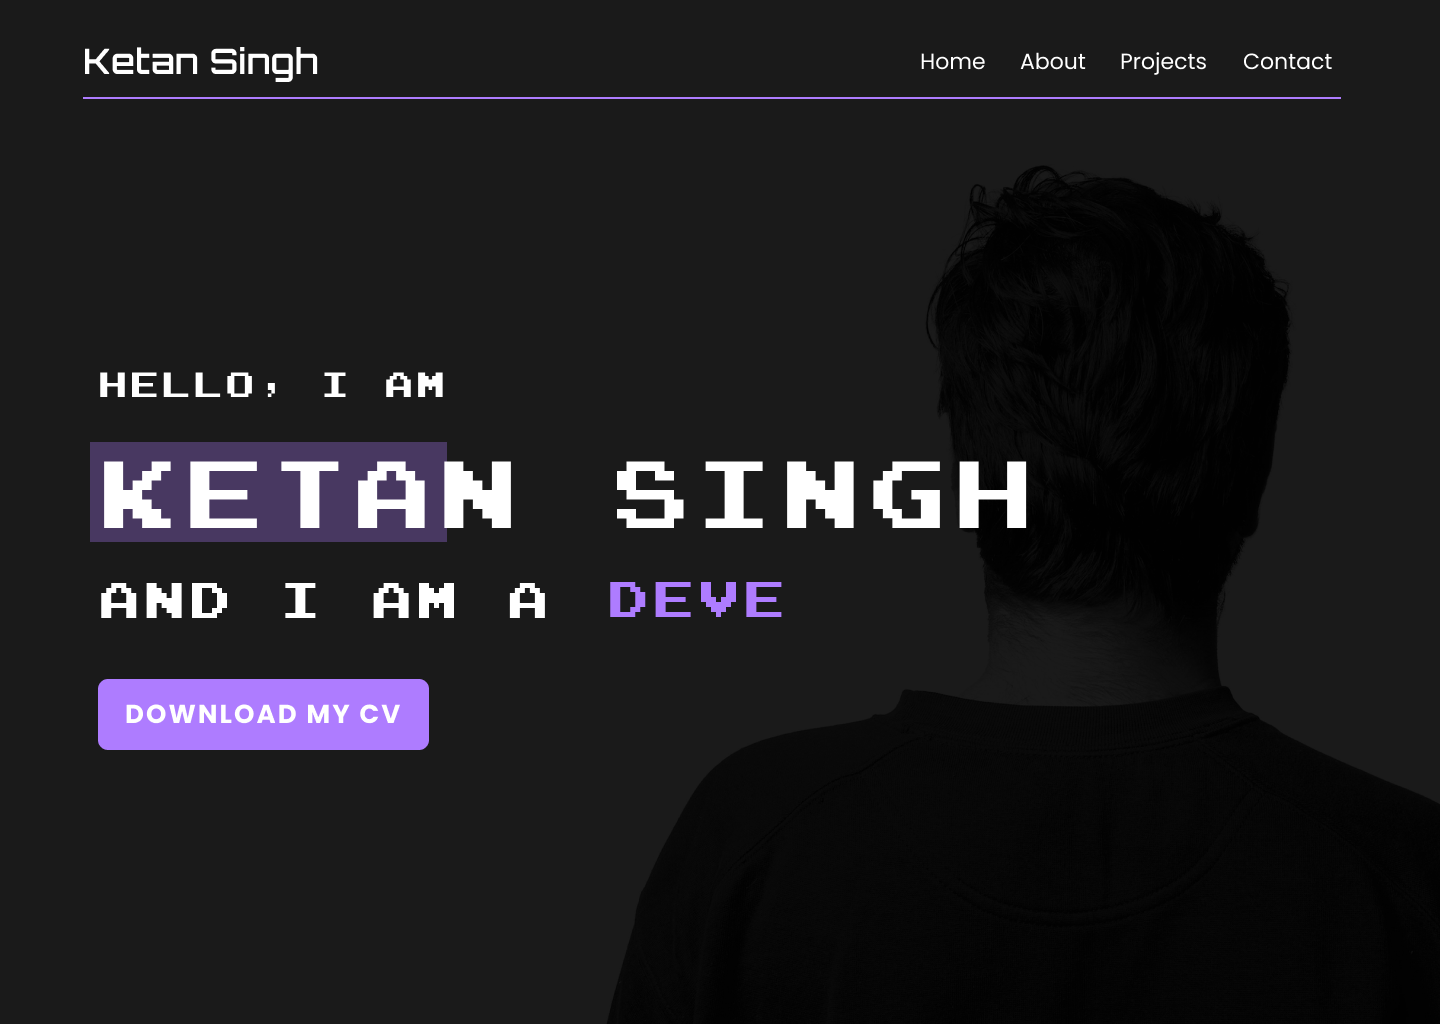 Ketan Singh
Home About Projects Contact
HELLO, I AM
KETAN SINGH
AND I AM A DEVE
DOWNLOAD MY CV